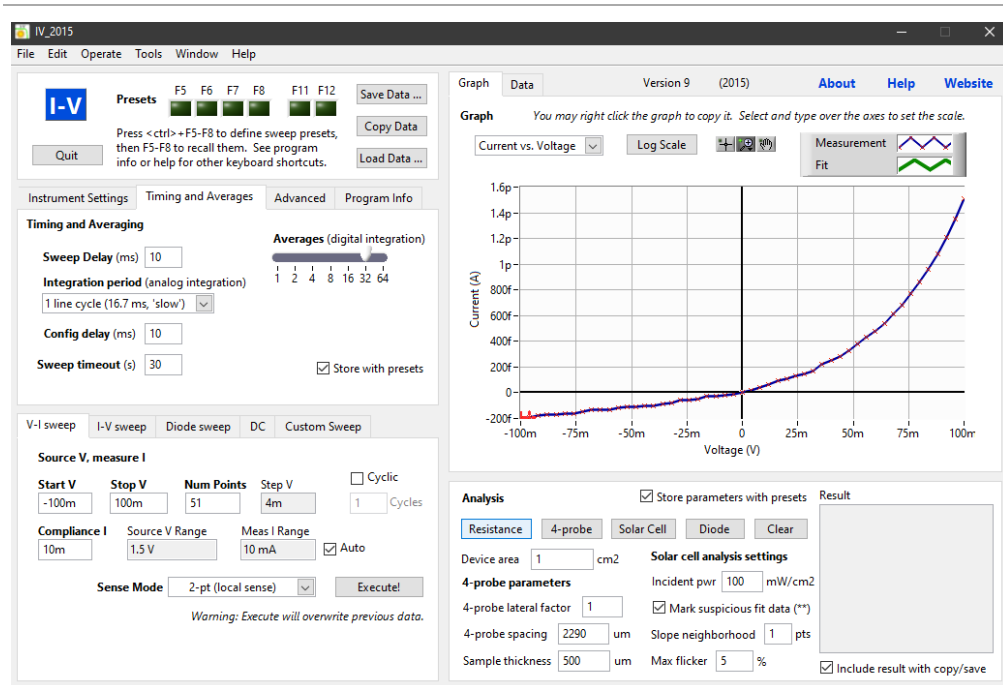 IV_2015
File Edit Operate Tools Window Help
I-V
Presets
F5 F6 F7 F8 F11 F12
Press <ctrl>+F5-F8 to define sweep presets,
then F5-F8 to recall them. See program
info or help for other keyboard shortcuts.
Quit
Save Data ...
Copy Data
Load Data ...
Instrument Settings Timing and Averages Advanced Program Info
Timing and Averaging
Averages (digital integration)
Sweep Delay (ms) 10
1 2 4 8 16 32 64
Integration period (analog integration)
1 line cycle (16.7 ms, 'slow')
Config delay (ms) 10
Sweep timeout (s) 30
Store with presets
V-I sweep I-V sweep Diode sweep DC Custom Sweep
Source V, measure I
Cyclic
Start V Stop V Num Points Step V
-100m 100m 51 4m 1 Cycles
Compliance I Source V Range Meas I Range
10m 1.5 V 10 mA Auto
Sense Mode 2-pt (local sense) Execute!
Warning: Execute will overwrite previous data.
Graph Data Version 9 (2015) About Help Website
Graph You may right click the graph to copy it. Select and type over the axes to set the scale.
Current vs. Voltage Log Scale
Measurement
Fit
1.6p
1.4p
1.2p
1p
800f
600f
400f
200f
0
-200f
Current (A)
-100m -75m -50m -25m 0 25m 50m 75m 100m
Voltage (V)
Analysis Store parameters with presets Result
Resistance 4-probe Solar Cell Diode Clear
Device area 1 cm2 Solar cell analysis settings
4-probe parameters Incident pwr 100 mW/cm2
4-probe lateral factor 1 Mark suspicious fit data (**)
4-probe spacing 2290 um Slope neighborhood 1 pts
Sample thickness 500 um Max flicker 5 %
Include result with copy/save